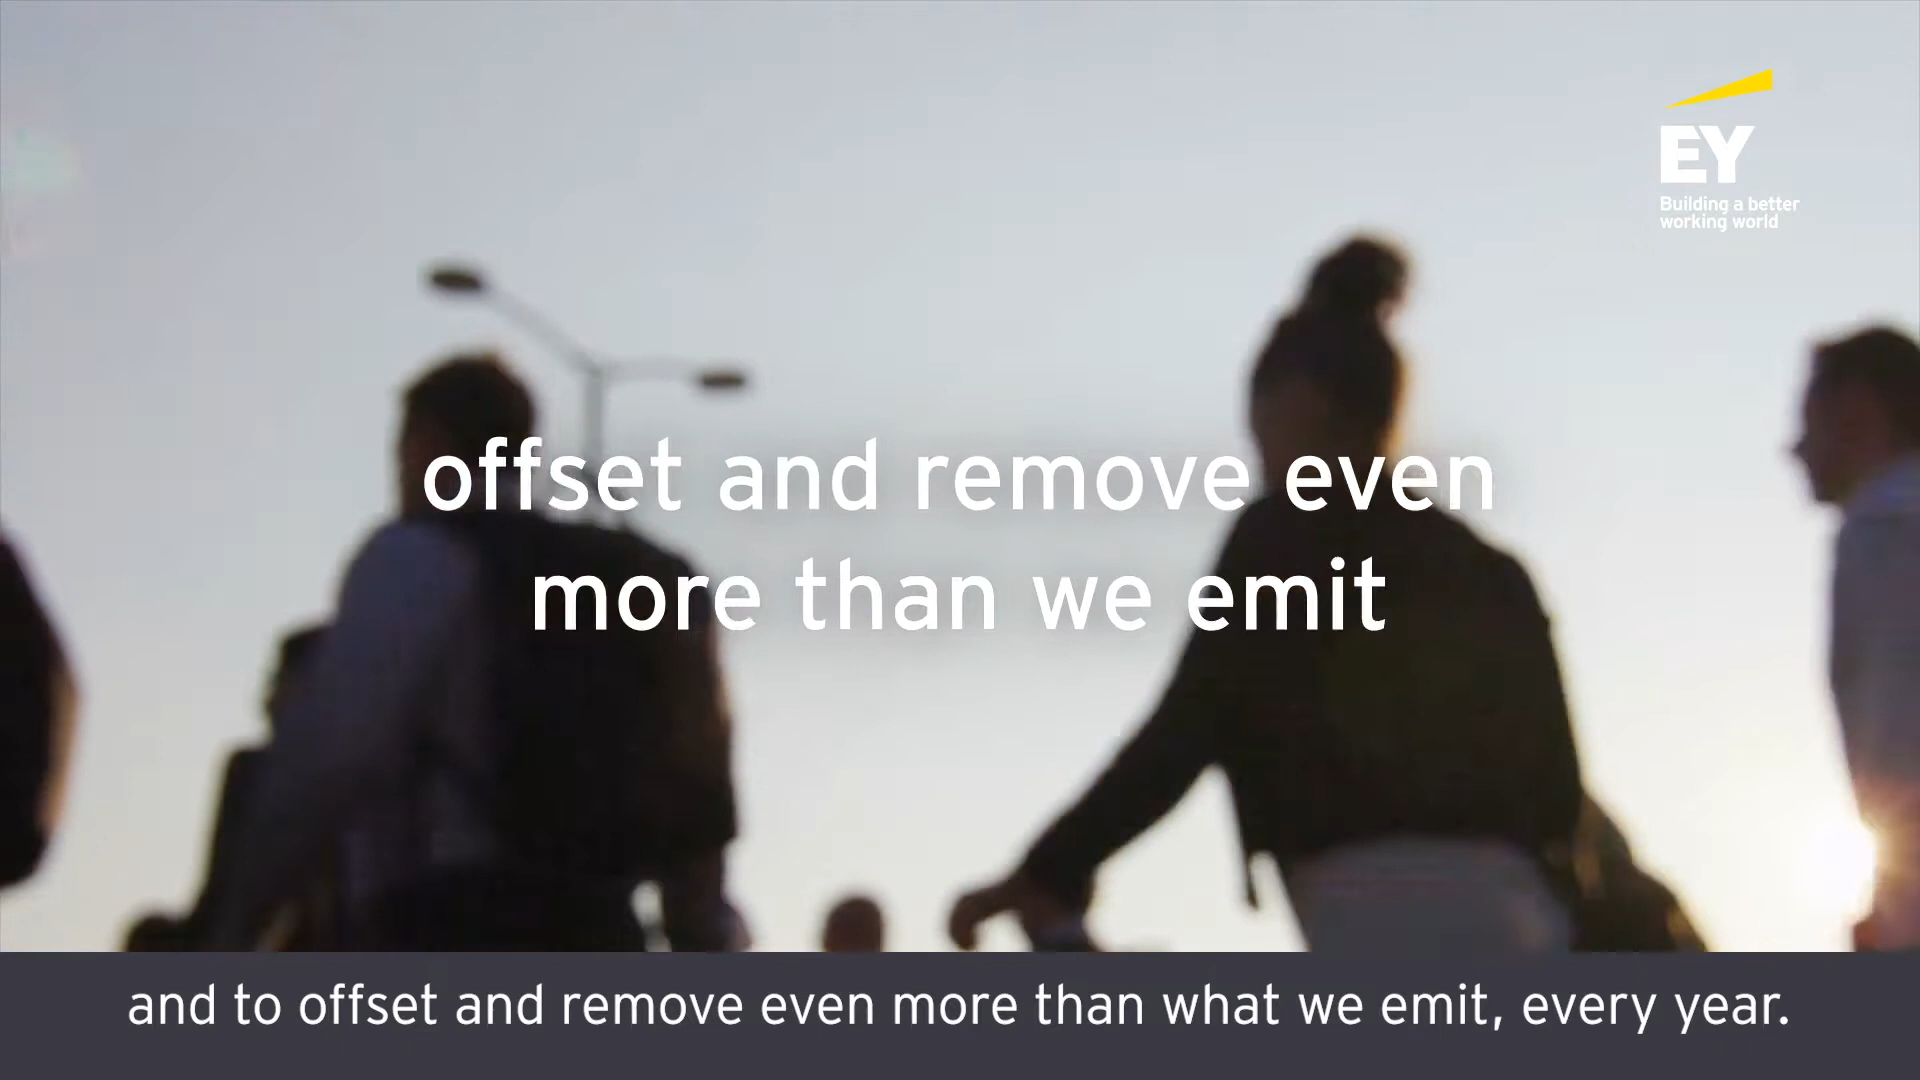 EY
Building a better
working world
offset and remove even
more than we emit
and to offset and remove even more than what we emit, every year.